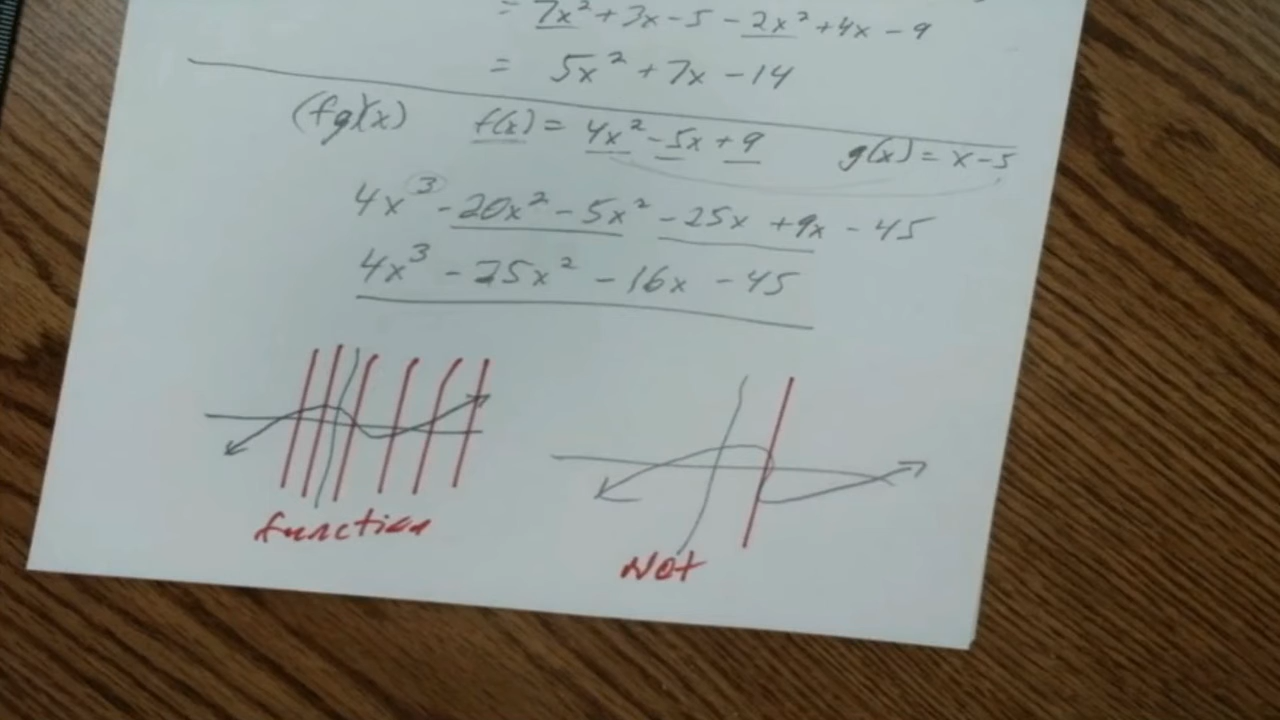 = 7x² + 3x - 5 - 2x² + 4x - 9
= 5x² + 7x - 14
(fg)(x) f(x) = 4x² - 5x + 9 g(x) = x - 5
4x³ - 20x² - 5x² - 25x + 9x - 45
4x³ - 25x² - 16x - 45
function
Not